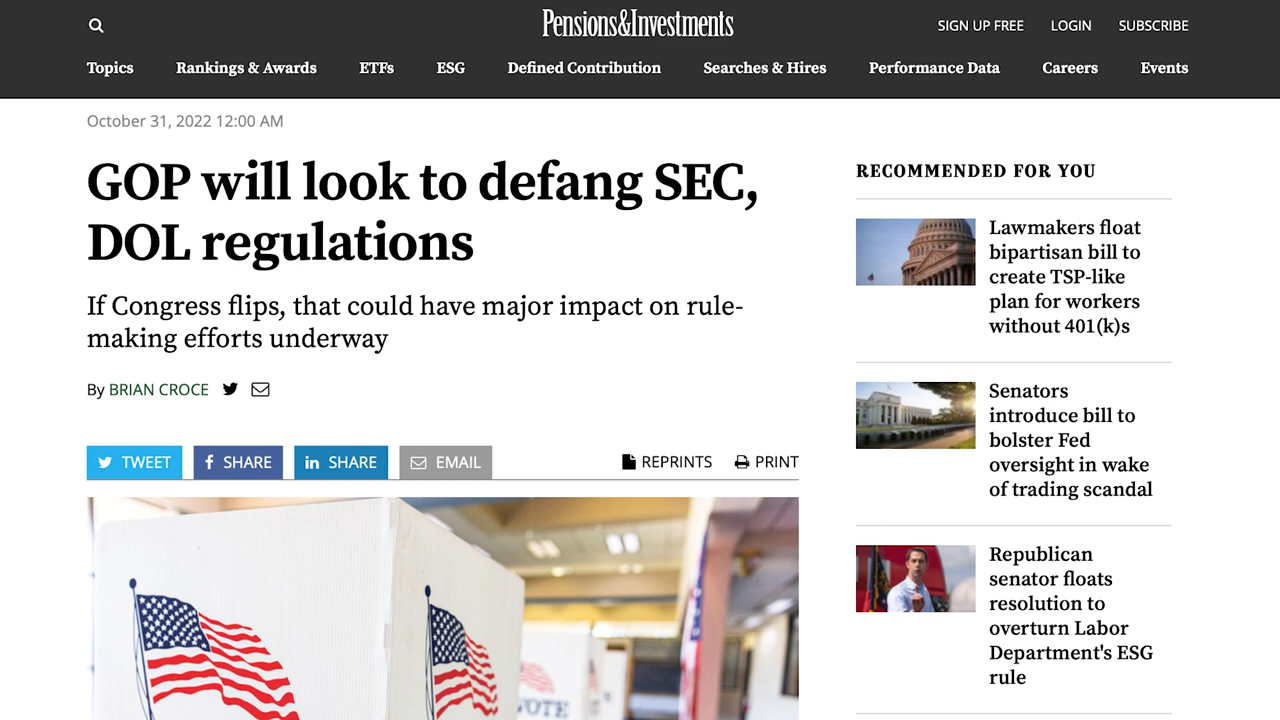 Pensions&Investments
SIGN UP FREE LOGIN SUBSCRIBE
Topics Rankings & Awards ETFs ESG Defined Contribution Searches & Hires Performance Data Careers Events
October 31, 2022 12:00 AM
GOP will look to defang SEC,
DOL regulations
If Congress flips, that could have major impact on rule-
making efforts underway
By BRIAN CROCE
TWEET SHARE SHARE EMAIL REPRINTS PRINT
VOTE
RECOMMENDED FOR YOU
Lawmakers float
bipartisan bill to
create TSP-like
plan for workers
without 401(k)s
Senators
introduce bill to
bolster Fed
oversight in wake
of trading scandal
Republican
senator floats
resolution to
overturn Labor
Department's ESG
rule